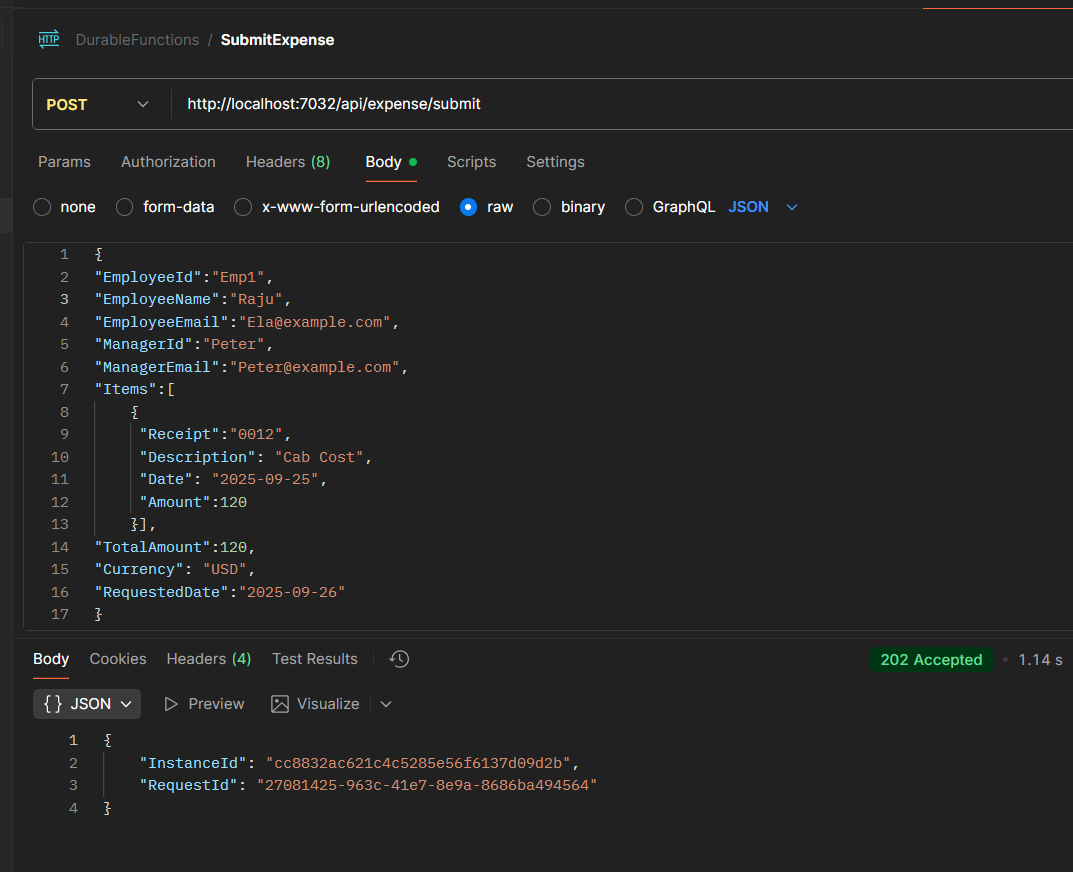 HTTP DurableFunctions / SubmitExpense
POST http://localhost:7032/api/expense/submit
Params Authorization Headers (8) Body Scripts Settings
none form-data x-www-form-urlencoded raw binary GraphQL JSON
1 {
2 "EmployeeId":"Emp1",
3 "EmployeeName":"Raju",
4 "EmployeeEmail":"Ela@example.com",
5 "ManagerId":"Peter",
6 "ManagerEmail":"Peter@example.com",
7 "Items":[
8 {
9 "Receipt":"0012",
10 "Description": "Cab Cost",
11 "Date": "2025-09-25",
12 "Amount":120
13 }],
14 "TotalAmount":120,
15 "Currency": "USD",
16 "RequestedDate":"2025-09-26"
17 }
Body Cookies Headers (4) Test Results 202 Accepted • 1.14 s
{} JSON Preview Visualize
1 {
2 "InstanceId": "cc8832ac621c4c5285e56f6137d09d2b",
3 "RequestId": "27081425-963c-41e7-8e9a-8686ba494564"
4 }